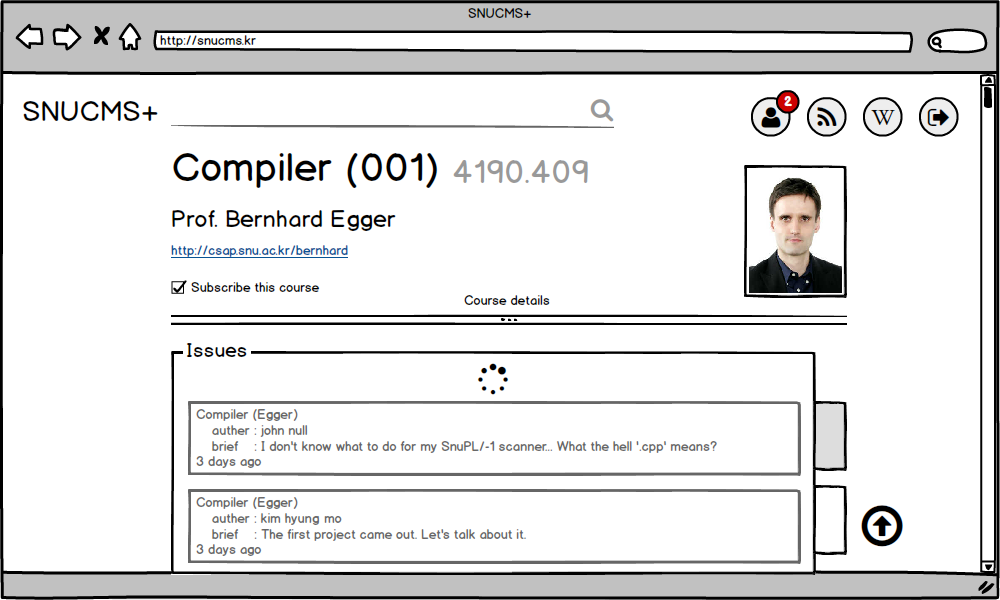 SNUCMS+
http://snucms.kr
SNUCMS+
2
W
Compiler (001) 4190.409
Prof. Bernhard Egger
http://csap.snu.ac.kr/bernhard
Subscribe this course
Course details
Issues
Compiler (Egger)
auther : john null
brief : I don't know what to do for my SnuPL/-1 scanner... What the hell '.cpp' means?
3 days ago
Compiler (Egger)
auther : kim hyung mo
brief : The first project came out. Let's talk about it.
3 days ago